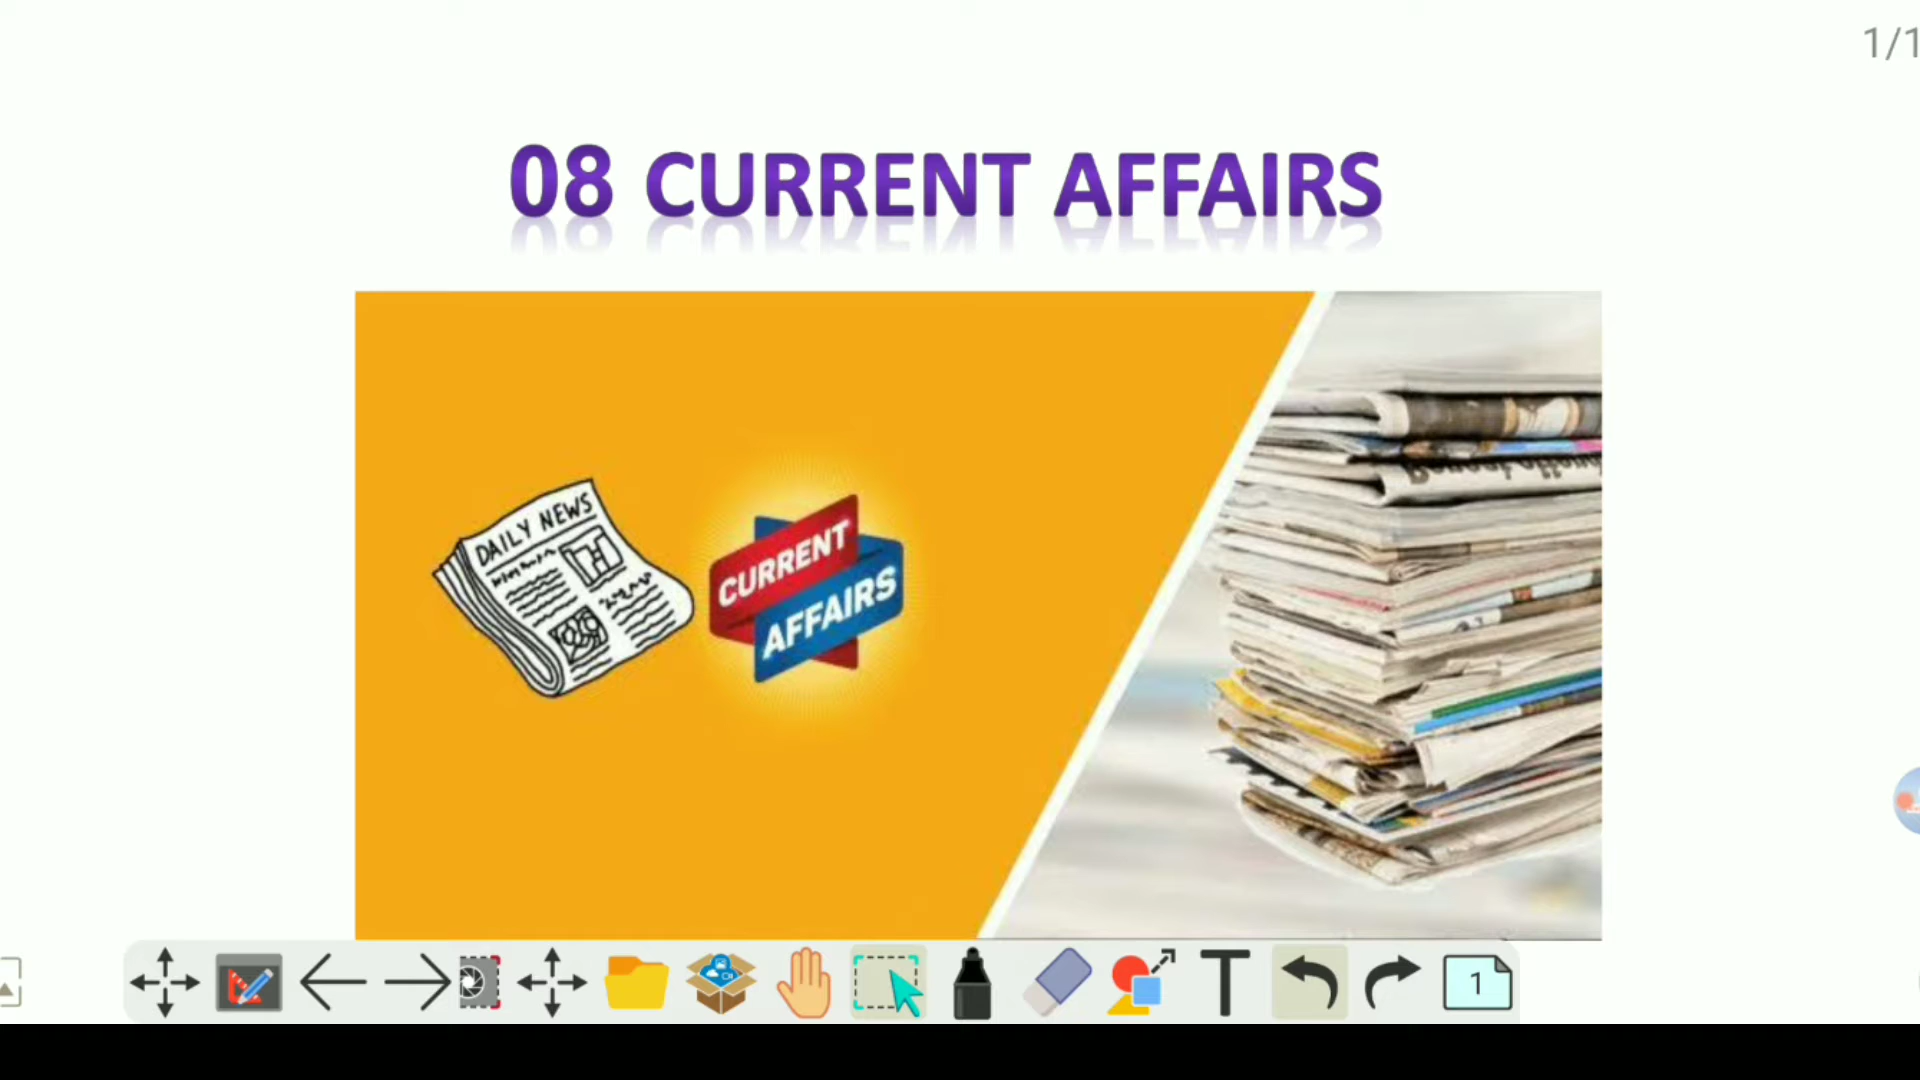 1/1
08 CURRENT AFFAIRS
DAILY NEWS
CURRENT
AFFAIRS
T
1